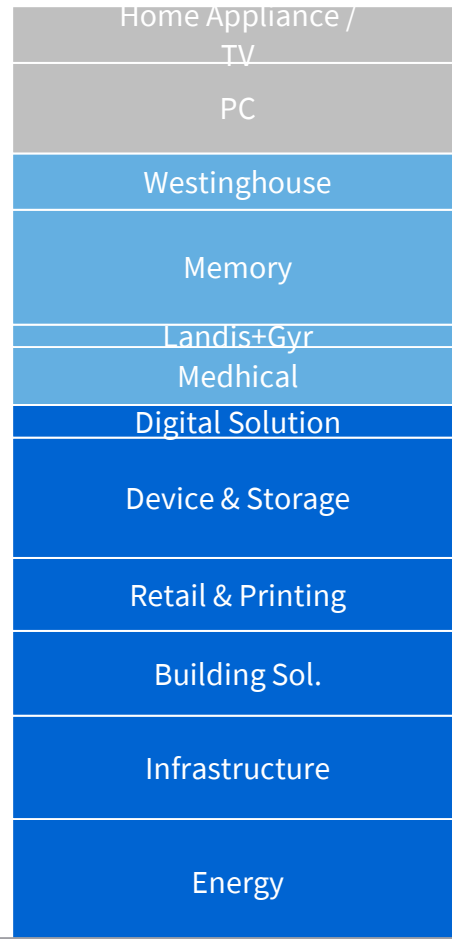 Home Appliance /
TV
PC
Westinghouse
Memory
Landis+Gyr
Medhical
Digital Solution
Device & Storage
Retail & Printing
Building Sol.
Infrastructure
Energy